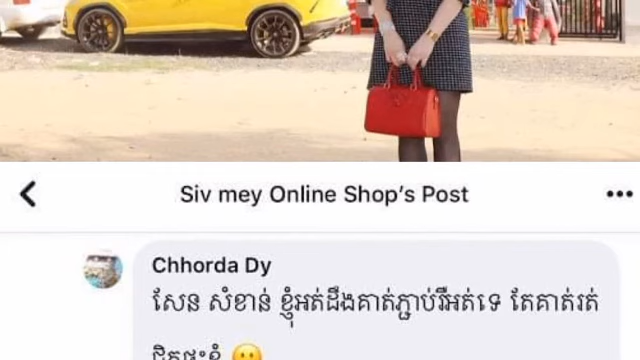 Siv mey Online Shop's Post
Chhorda Dy
សែន សំខាន់ ខ្ញុំអត់ដឹងគាត់ភ្ជាប់រឺអត់ទេ តែគាត់រត់